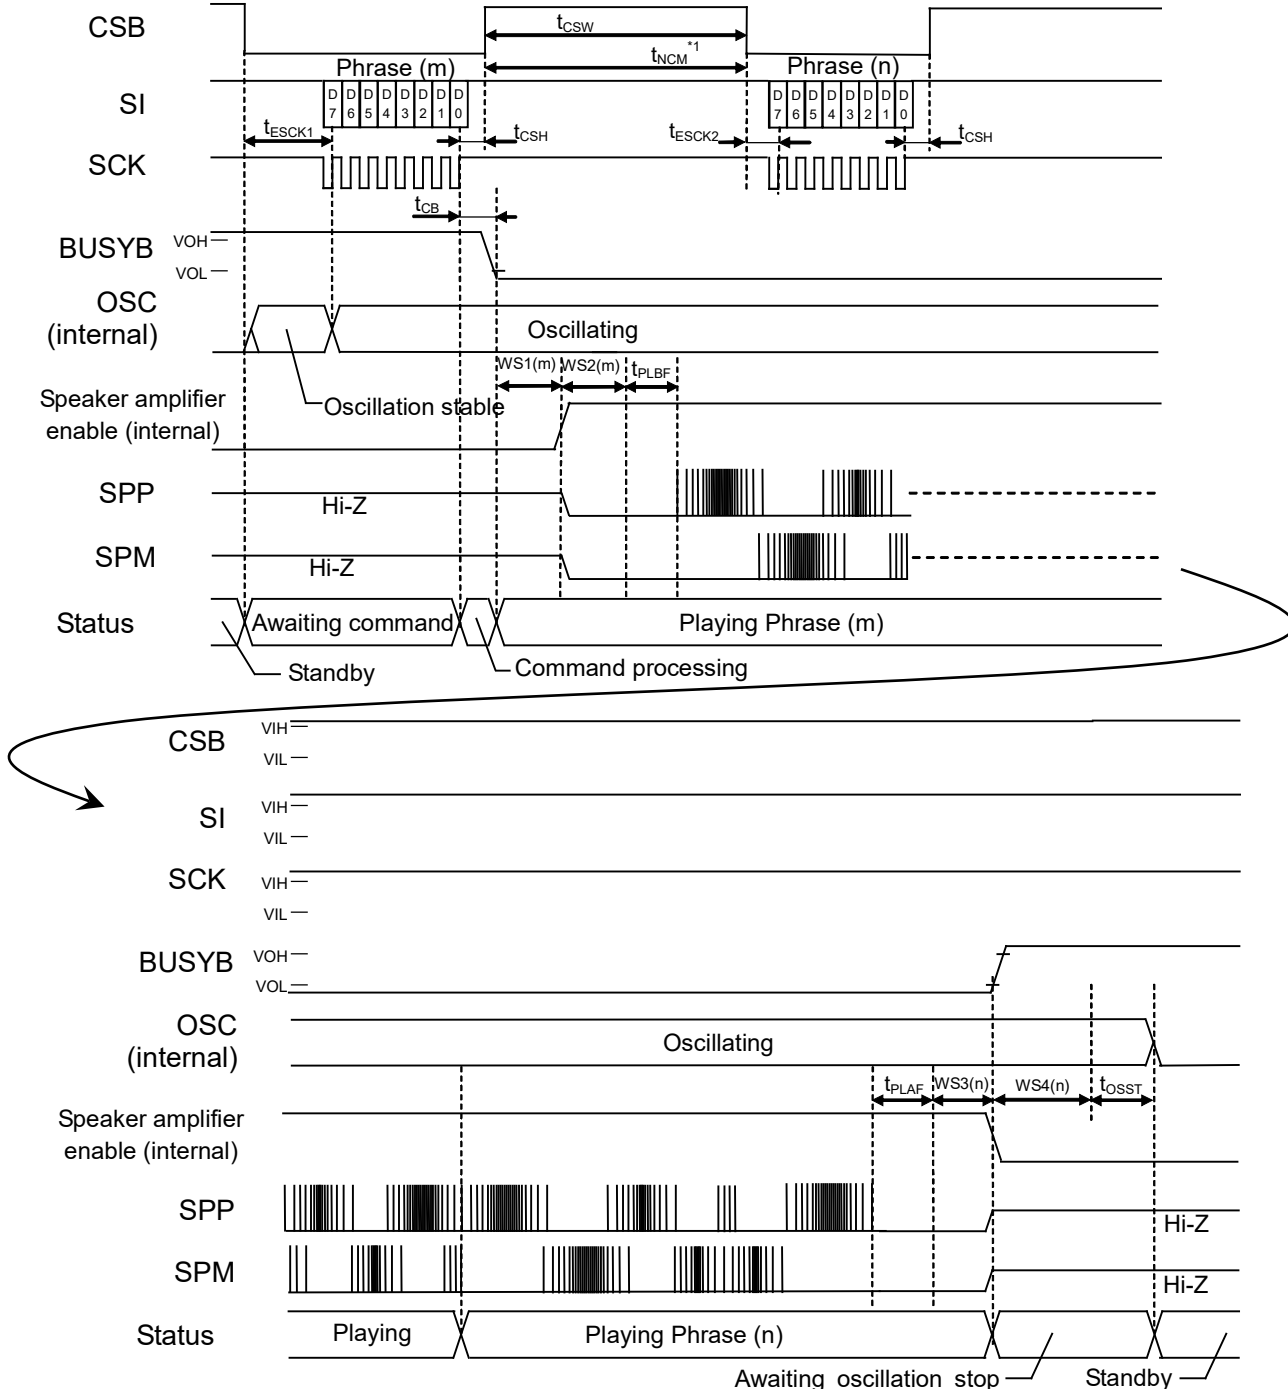 CSB
tCSW
tNCM*1
Phrase (m)
Phrase (n)
SI
D7 D6 D5 D4 D3 D2 D1 D0
D7 D6 D5 D4 D3 D2 D1 D0
tESCK1
tCSH
tESCK2
tCSH
SCK
tCB
BUSYB
VOH
VOL
OSC
(internal)
Oscillating
WS1(m)
WS2(m)
tPLBF
Speaker amplifier
enable (internal)
Oscillation stable
SPP
Hi-Z
SPM
Hi-Z
Status
Awaiting command
Playing Phrase (m)
Standby
Command processing
CSB
VIH
VIL
SI
VIH
VIL
SCK
VIH
VIL
BUSYB
VOH
VOL
OSC
(internal)
Oscillating
tPLAF
WS3(n)
WS4(n)
tOSST
Speaker amplifier
enable (internal)
SPP
Hi-Z
SPM
Hi-Z
Status
Playing
Playing Phrase (n)
Awaiting oscillation stop
Standby